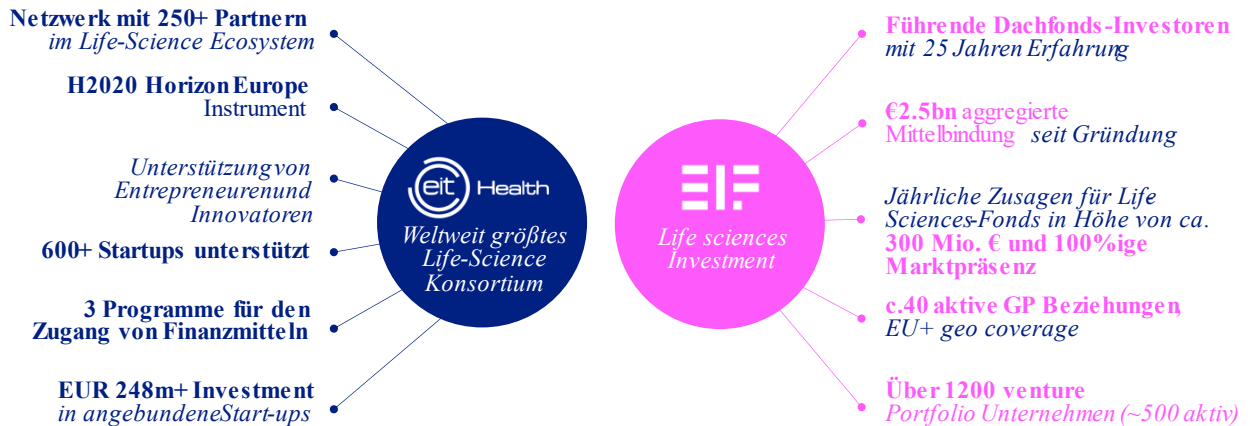 Netzwerk mit 250+ Partnern
im Life-Science Ecosystem
H2020 Horizon Europe
Instrument
Unterstützung von
Entrepreneuren und
Innovatoren
600+ Startups unterstützt
3 Programme für den
Zugang von Finanzmitteln
EUR 248m+ Investment
in angebundene Start-ups
eit Health
Weltweit größtes
Life-Science
Konsortium
EIF
Life sciences
Investment
Führende Dachfonds-Investoren
mit 25 Jahren Erfahrung
€2.5bn aggregierte
Mittelbindung seit Gründung
Jährliche Zusagen für Life
Sciences-Fonds in Höhe von ca.
300 Mio. € und 100%ige
Marktpräsenz
c.40 aktive GP Beziehungen,
EU+ geo coverage
Über 1200 venture
Portfolio Unternehmen (~500 aktiv)